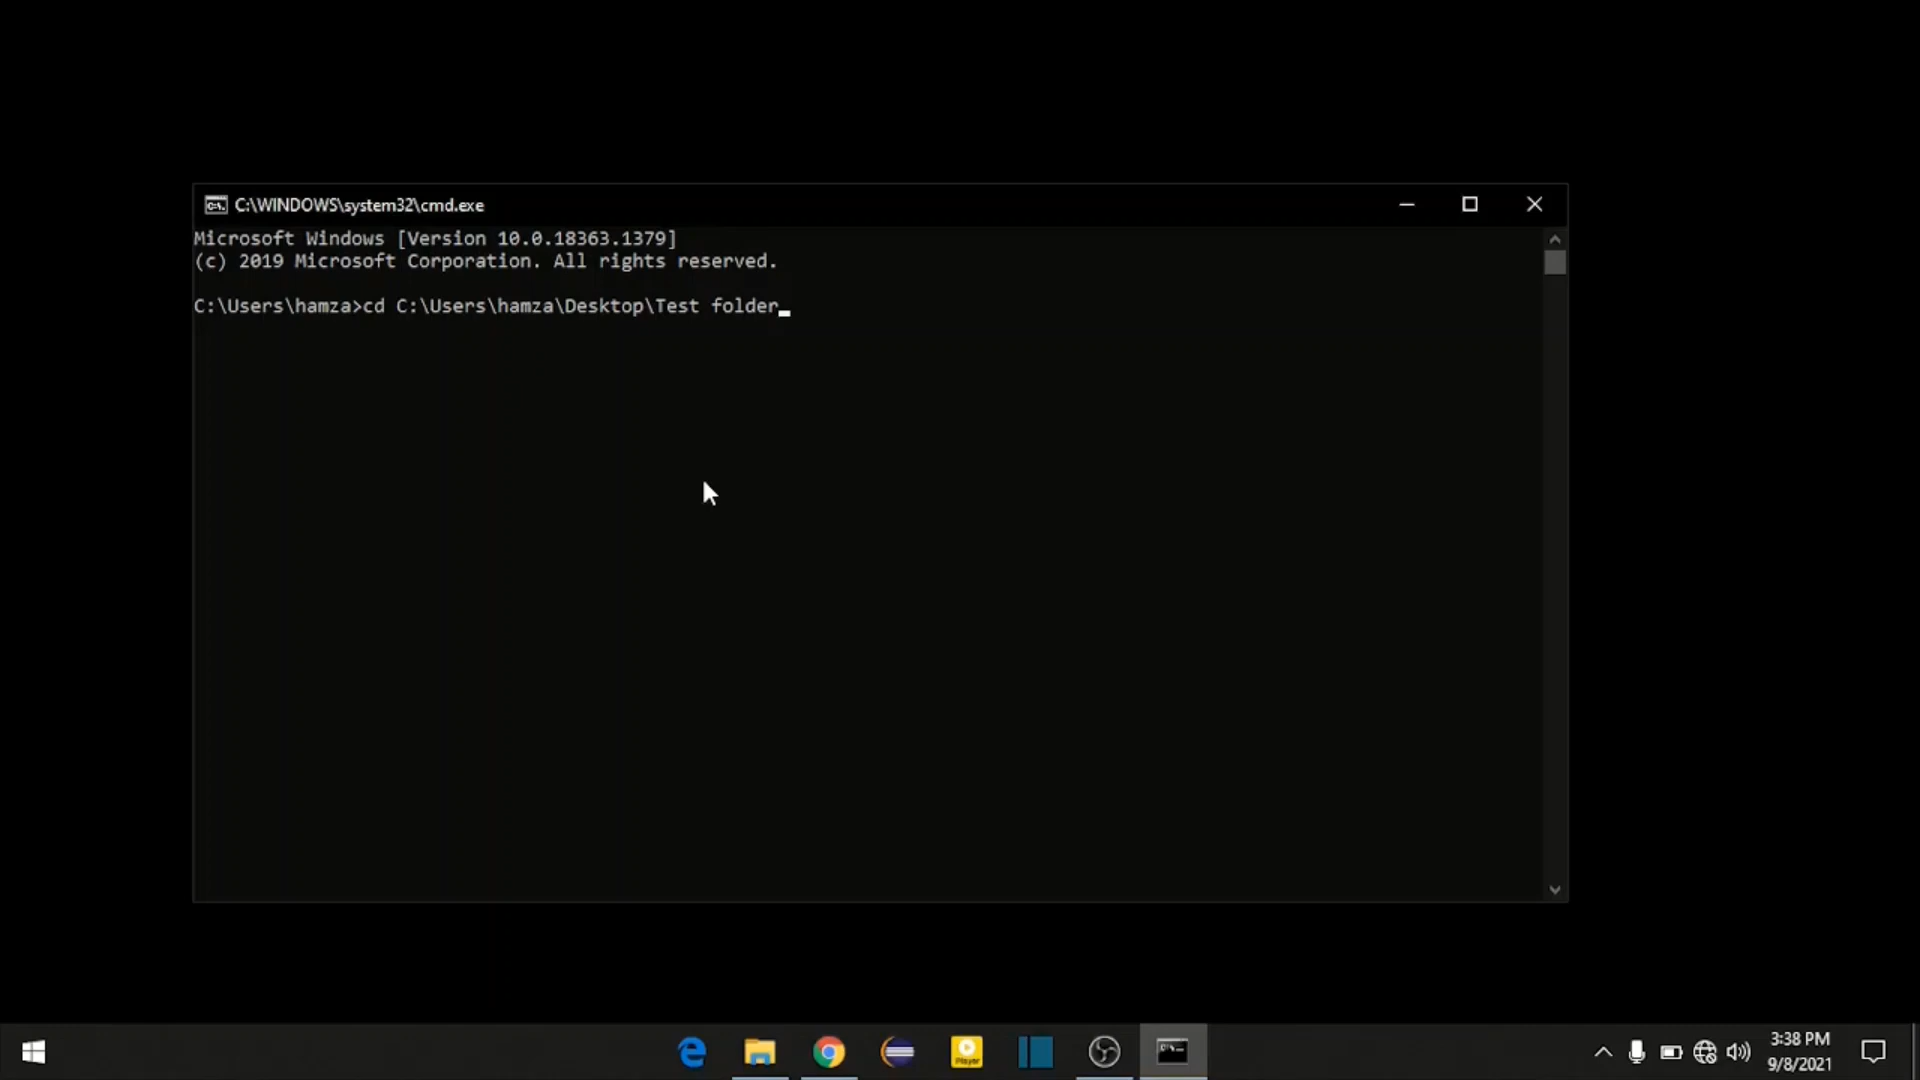 C:\WINDOWS\system32\cmd.exe
Microsoft Windows [Version 10.0.18363.1379]
(c) 2019 Microsoft Corporation. All rights reserved.
C:\Users\hamza>cd C:\Users\hamza\Desktop\Test folder
Player
3:38 PM
9/8/2021